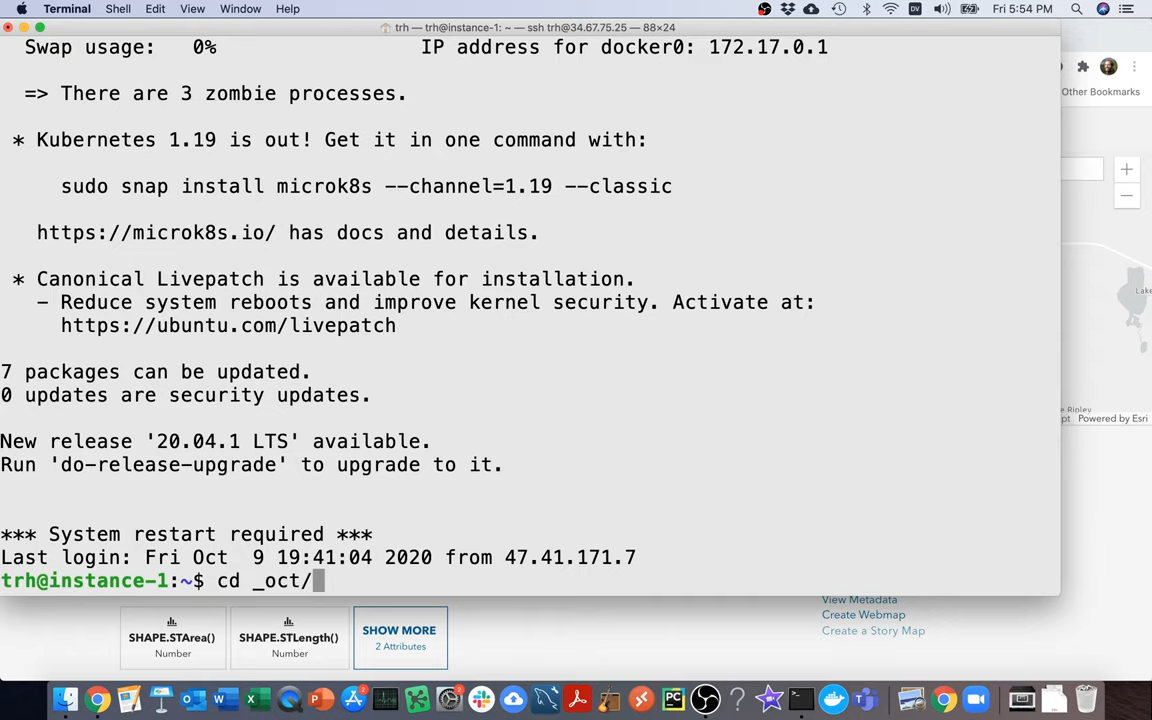 Terminal Shell Edit View Window Help Fri 5:54 PM
trh — trh@instance-1: ~ — ssh trh@34.67.75.25 — 88×24
Swap usage: 0% IP address for docker0: 172.17.0.1
=> There are 3 zombie processes.
Other Bookmarks
* Kubernetes 1.19 is out! Get it in one command with:
sudo snap install microk8s --channel=1.19 --classic
https://microk8s.io/ has docs and details.
* Canonical Livepatch is available for installation.
- Reduce system reboots and improve kernel security. Activate at:
https://ubuntu.com/livepatch
Lake
7 packages can be updated.
0 updates are security updates.
Ripley
Powered by Esri
New release '20.04.1 LTS' available.
Run 'do-release-upgrade' to upgrade to it.
*** System restart required ***
Last login: Fri Oct 9 19:41:04 2020 from 47.41.171.7
trh@instance-1:~$ cd _oct/
View Metadata
Create Webmap
Create a Story Map
SHAPE.STArea()
Number
SHAPE.STLength()
Number
SHOW MORE
2 Attributes